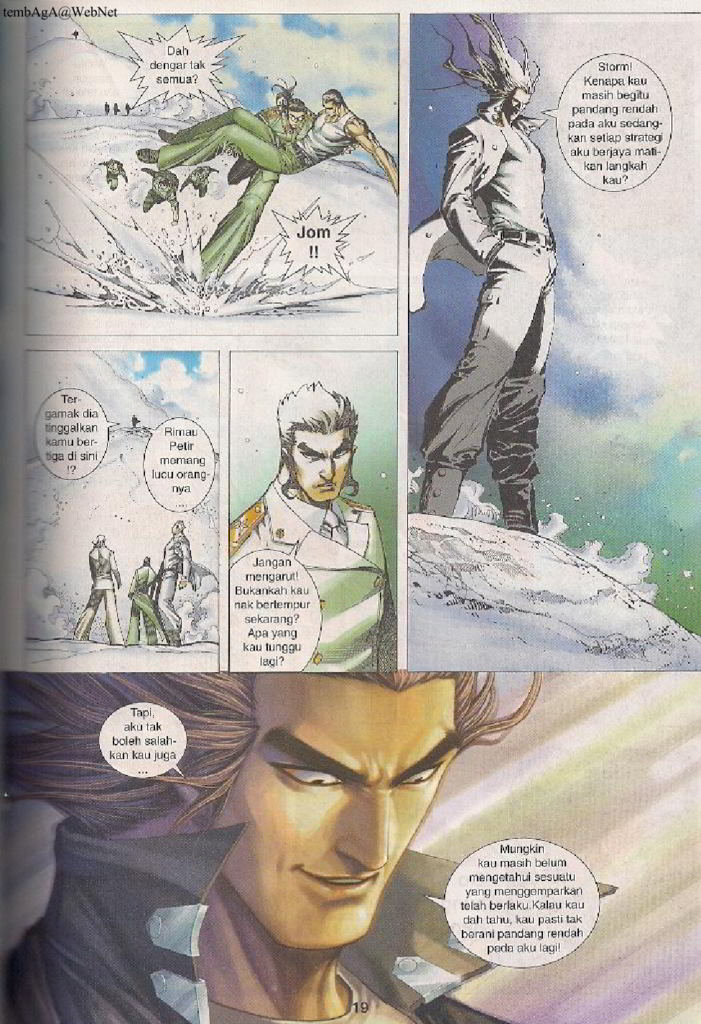 tembAgA@WebNet
Dah
dengar tak
semua?
Jom
!!
Storm!
Kenapa kau
masih begitu
pandang rendah
pada aku sedang-
kan setiap strategi
aku berjaya mati-
kan langkah
kau?
Ter-
gamak dia
tinggalkan
kamu ber-
tiga di sini
!?
Rimau
Petir
memang
lucu orang-
nya
...
Jangan
mengarut!
Bukankah kau
nak bertempur
sekarang?
Apa yang
kau tunggu
lagi?
Tapi,
aku tak
boleh salah-
kan kau juga
...
Mungkin
kau masih belum
mengetahui sesuatu
yang menggemparkan
telah berlaku.Kalau kau
dah tahu, kau pasti tak
berani pandang rendah
pada aku lagi!
19